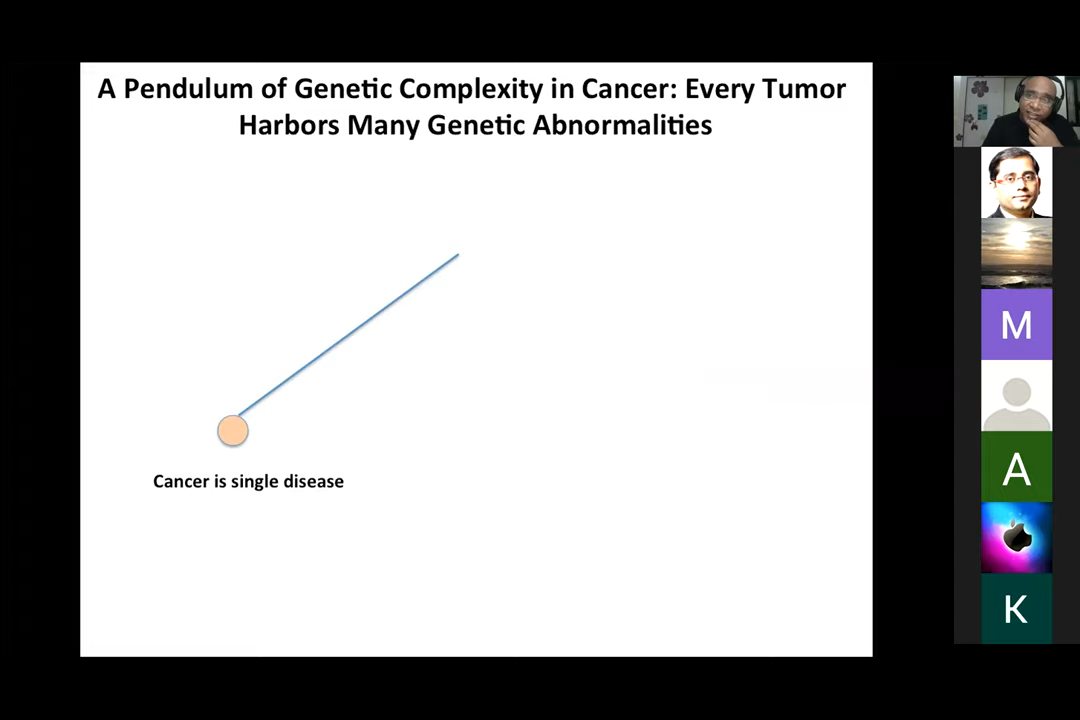 A Pendulum of Genetic Complexity in Cancer: Every Tumor
Harbors Many Genetic Abnormalities
Cancer is single disease
M
A
K